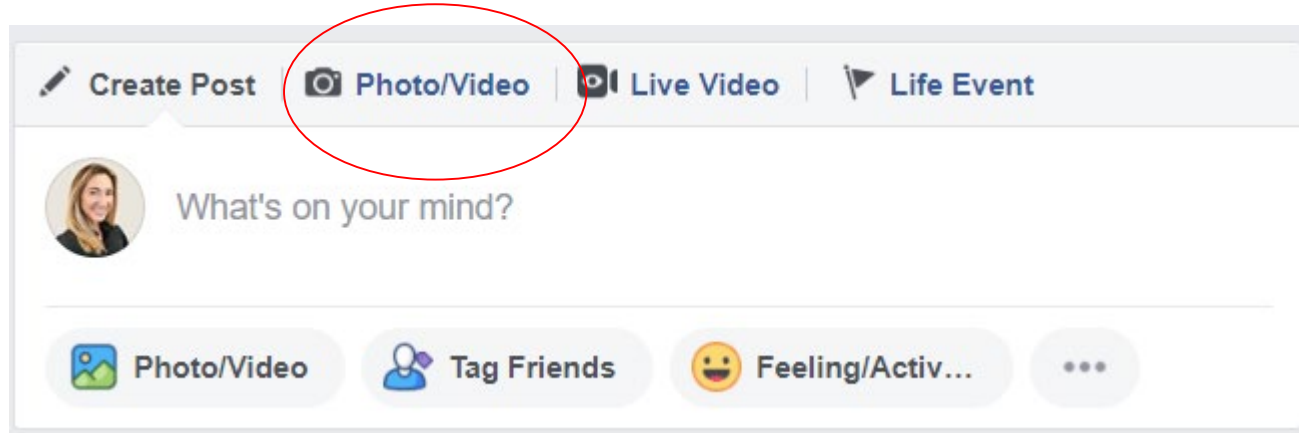 Create Post Photo/Video Live Video Life Event
What's on your mind?
Photo/Video Tag Friends Feeling/Activ...